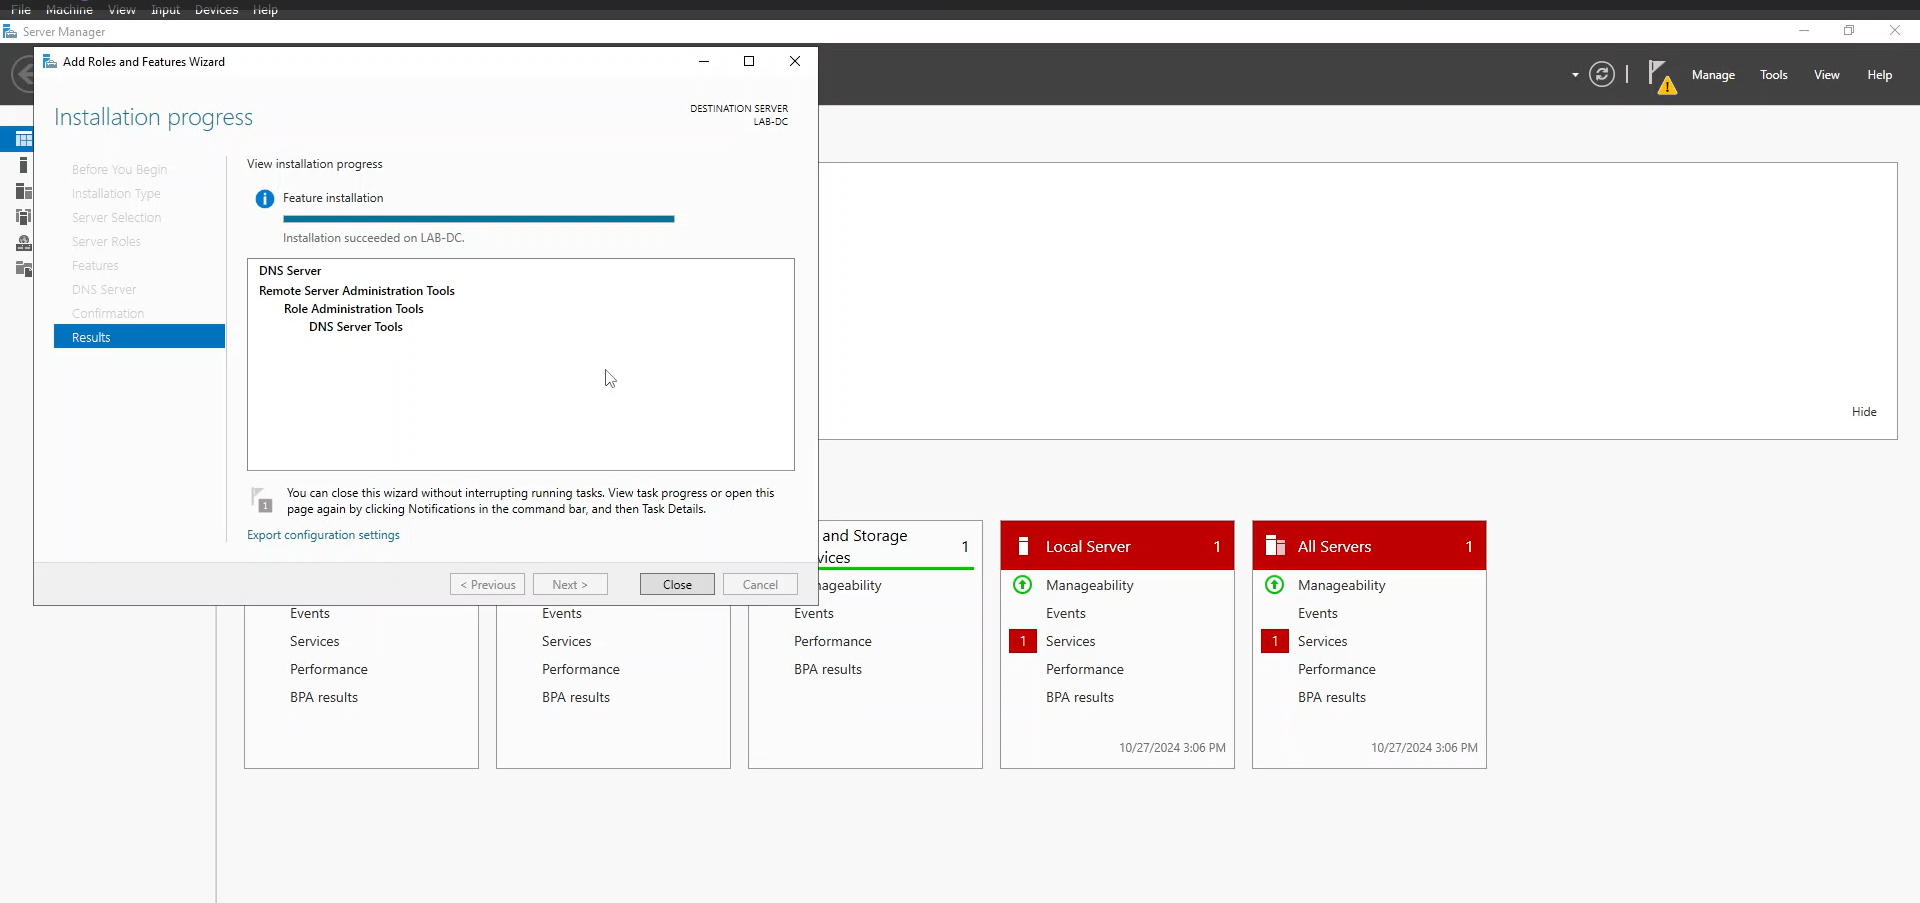 File Machine View Input Devices Help
Server Manager
Add Roles and Features Wizard
Manage Tools View Help
Installation progress
DESTINATION SERVER
LAB-DC
Before You Begin
Installation Type
Server Selection
Server Roles
Features
DNS Server
Confirmation
Results
View installation progress
Feature installation
Installation succeeded on LAB-DC.
DNS Server
Remote Server Administration Tools
Role Administration Tools
DNS Server Tools
1
You can close this wizard without interrupting running tasks. View task progress or open this
page again by clicking Notifications in the command bar, and then Task Details.
Export configuration settings
< Previous
Next >
Close
Cancel
Hide
Events
Services
Performance
BPA results
Events
Services
Performance
BPA results
and Storage
vices
1
nageability
Events
Performance
BPA results
Local Server 1
Manageability
Events
1 Services
Performance
BPA results
10/27/2024 3:06 PM
All Servers 1
Manageability
Events
1 Services
Performance
BPA results
10/27/2024 3:06 PM